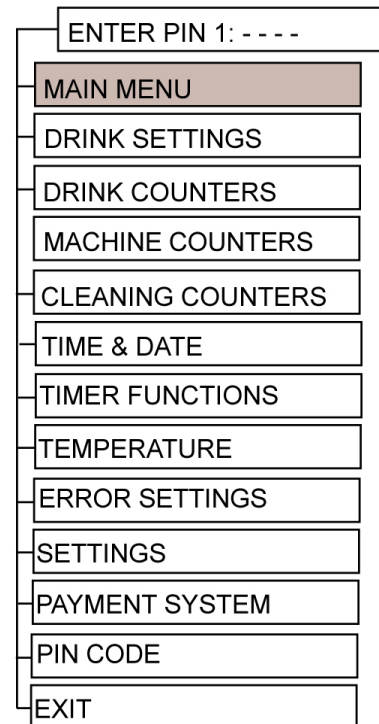 ENTER PIN 1: - - - -
MAIN MENU
DRINK SETTINGS
DRINK COUNTERS
MACHINE COUNTERS
CLEANING COUNTERS
TIME & DATE
TIMER FUNCTIONS
TEMPERATURE
ERROR SETTINGS
SETTINGS
PAYMENT SYSTEM
PIN CODE
EXIT